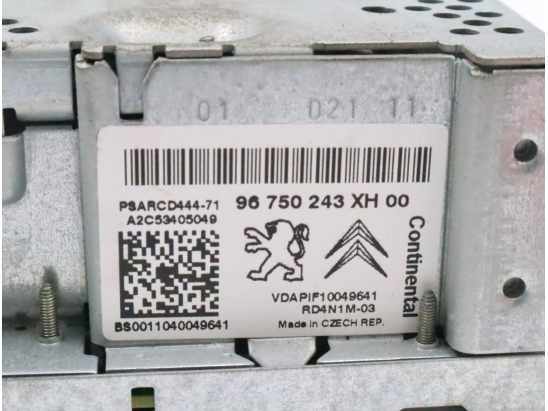 01 021 11
PSARCD444-71 96 750 243 XH 00
A2C53405049
Continental
VDAPIF10049641
RD4N1M-03
BS0011040049641 Made in CZECH REP.